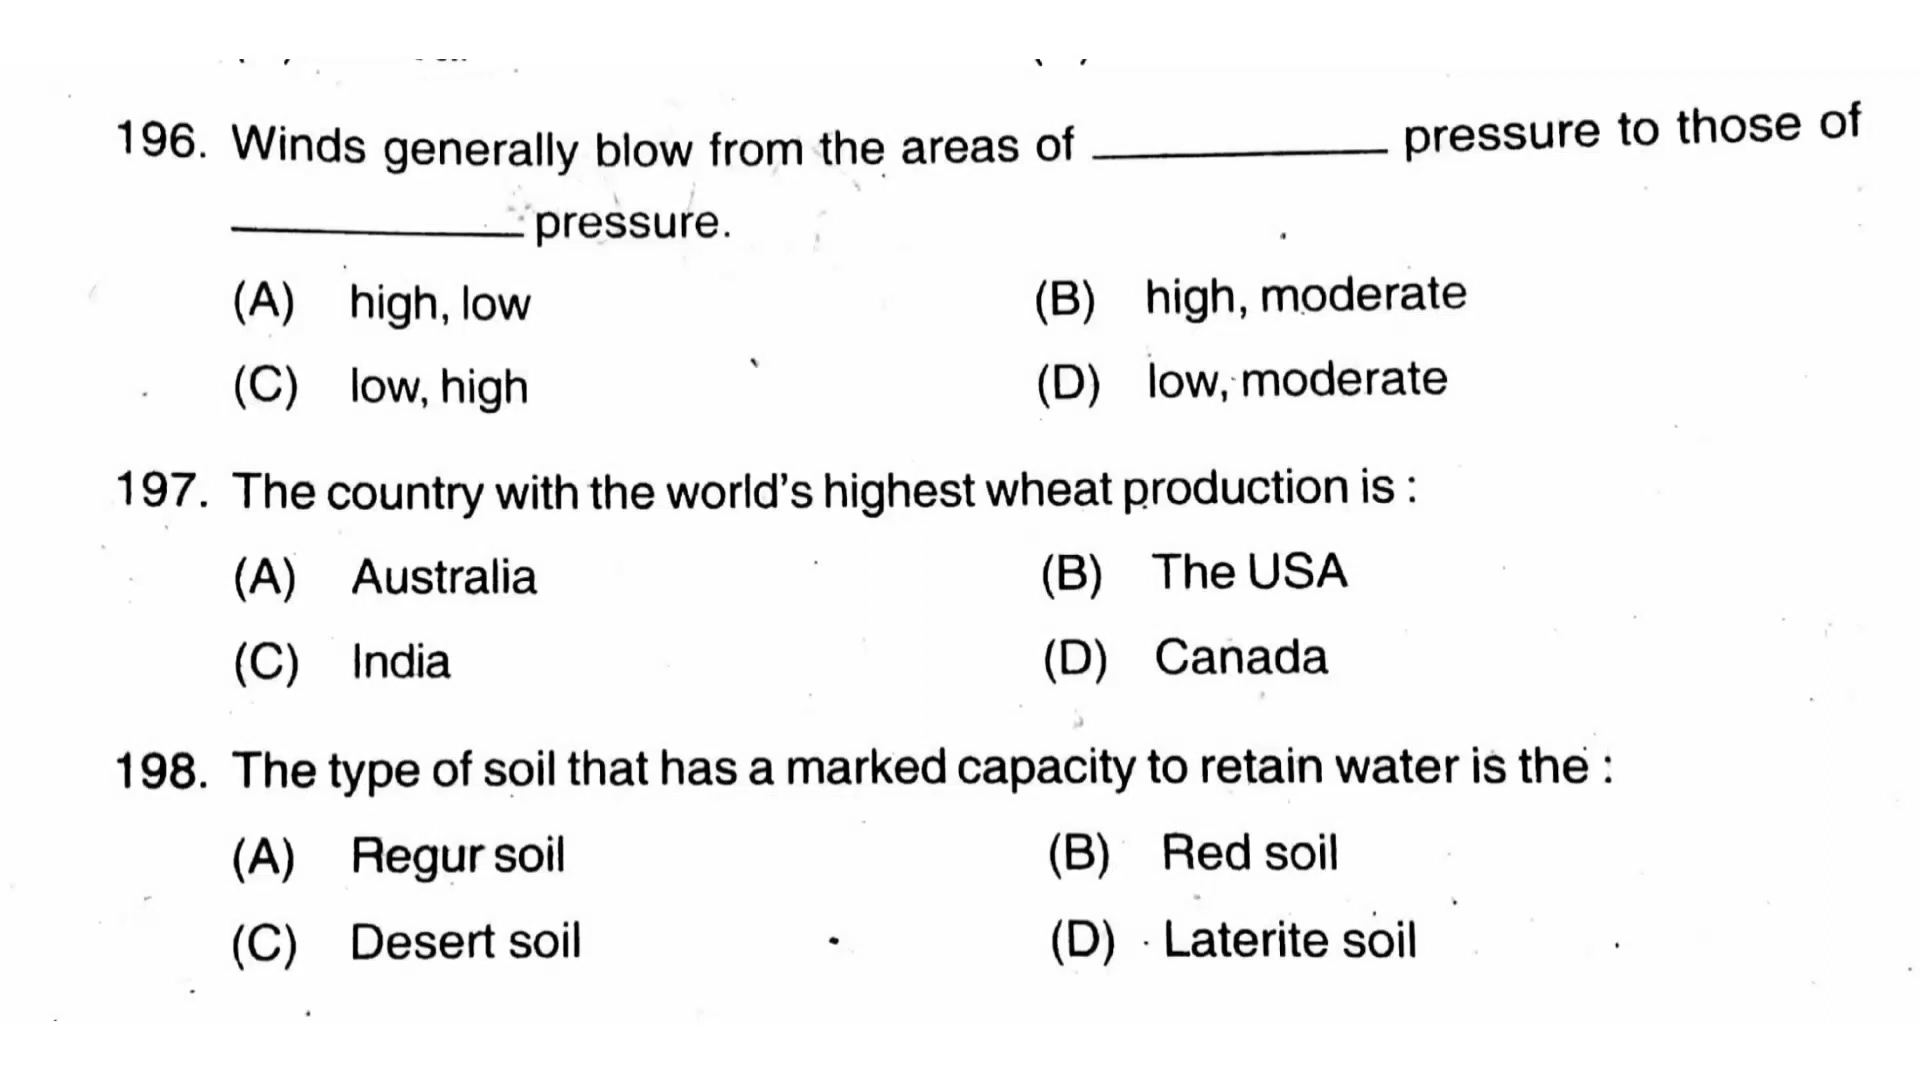 196. Winds generally blow from the areas of ____________ pressure to those of
____________ pressure.
(A) high, low (B) high, moderate
(C) low, high (D) low, moderate
197. The country with the world's highest wheat production is :
(A) Australia (B) The USA
(C) India (D) Canada
198. The type of soil that has a marked capacity to retain water is the :
(A) Regur soil (B) Red soil
(C) Desert soil (D) Laterite soil